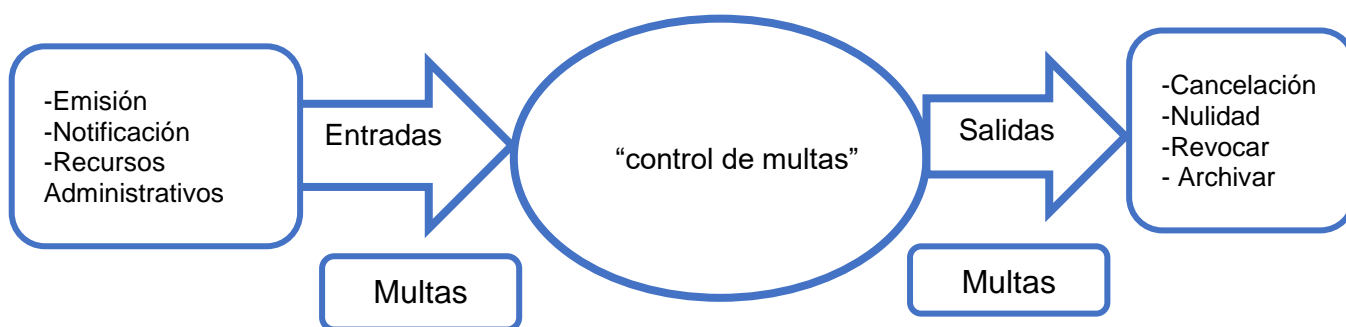 -Emisión
-Notificación
-Recursos
Administrativos
Entradas
Multas
“control de multas”
Salidas
Multas
-Cancelación
-Nulidad
-Revocar
- Archivar